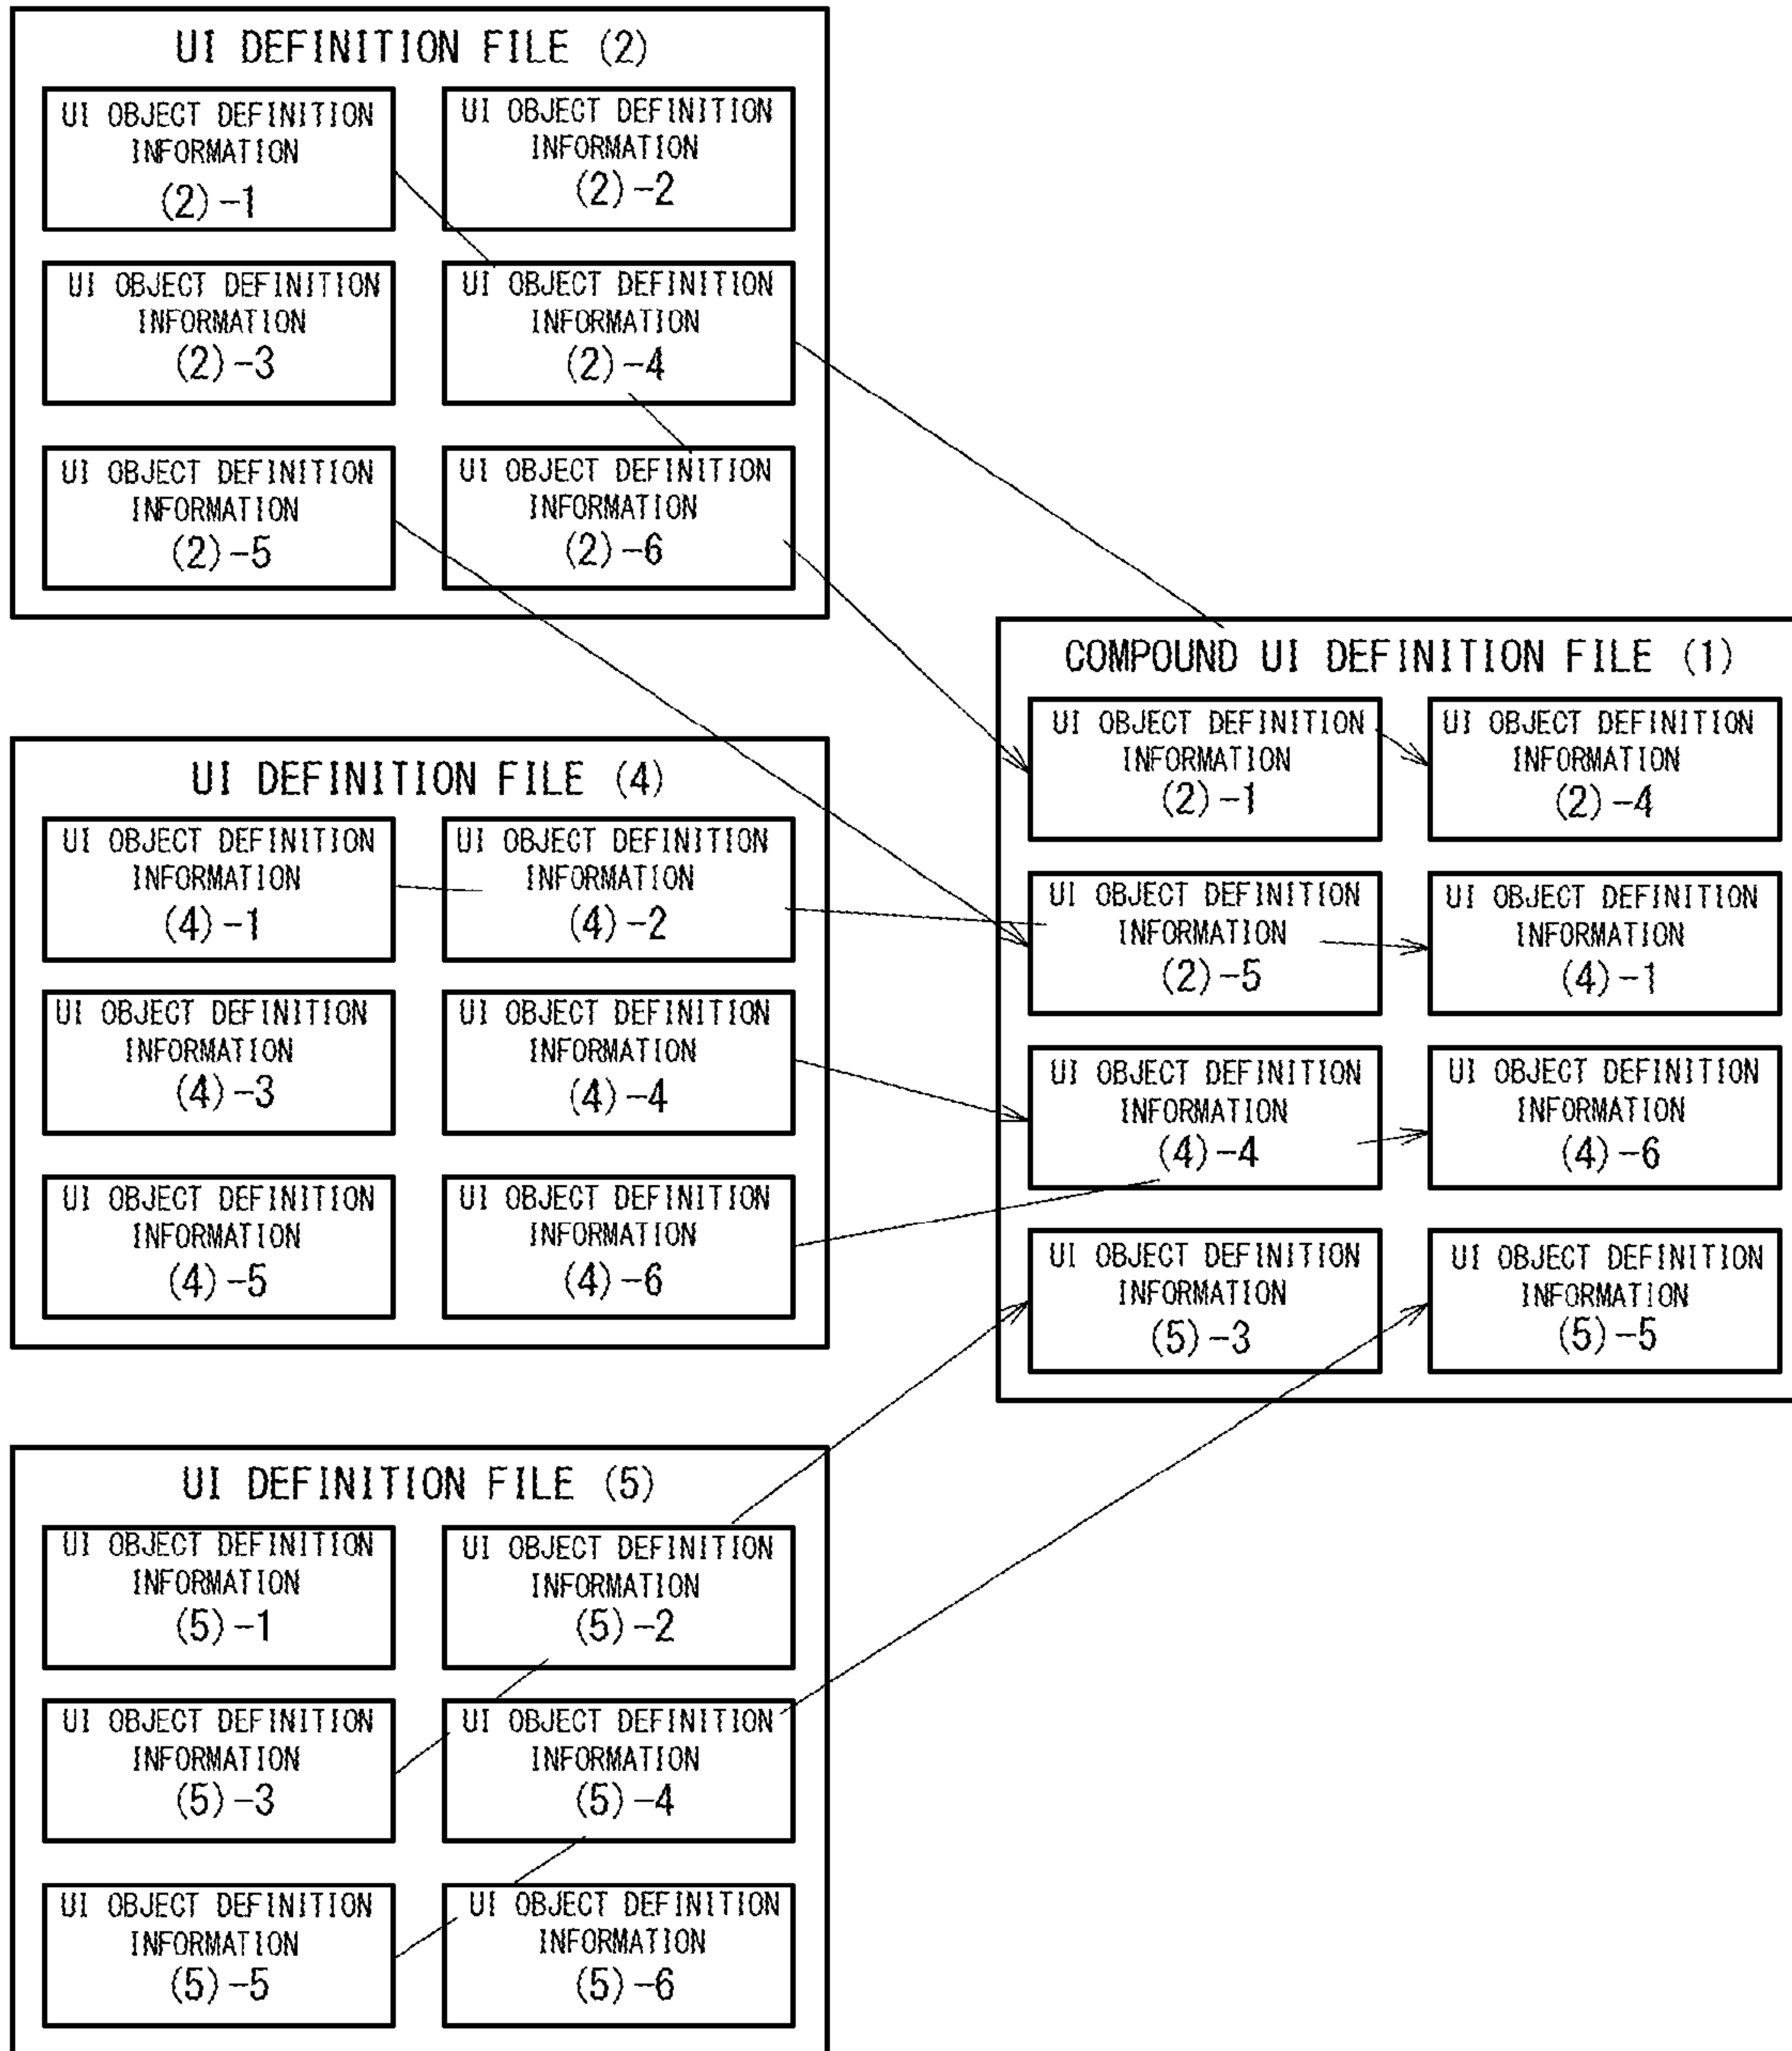 UI DEFINITION FILE (2)
UI OBJECT DEFINITION
INFORMATION
(2)-1
UI OBJECT DEFINITION
INFORMATION
(2)-2
UI OBJECT DEFINITION
INFORMATION
(2)-3
UI OBJECT DEFINITION
INFORMATION
(2)-4
UI OBJECT DEFINITION
INFORMATION
(2)-5
UI OBJECT DEFINITION
INFORMATION
(2)-6
UI DEFINITION FILE (4)
UI OBJECT DEFINITION
INFORMATION
(4)-1
UI OBJECT DEFINITION
INFORMATION
(4)-2
UI OBJECT DEFINITION
INFORMATION
(4)-3
UI OBJECT DEFINITION
INFORMATION
(4)-4
UI OBJECT DEFINITION
INFORMATION
(4)-5
UI OBJECT DEFINITION
INFORMATION
(4)-6
UI DEFINITION FILE (5)
UI OBJECT DEFINITION
INFORMATION
(5)-1
UI OBJECT DEFINITION
INFORMATION
(5)-2
UI OBJECT DEFINITION
INFORMATION
(5)-3
UI OBJECT DEFINITION
INFORMATION
(5)-4
UI OBJECT DEFINITION
INFORMATION
(5)-5
UI OBJECT DEFINITION
INFORMATION
(5)-6
COMPOUND UI DEFINITION FILE (1)
UI OBJECT DEFINITION
INFORMATION
(2)-1
UI OBJECT DEFINITION
INFORMATION
(2)-4
UI OBJECT DEFINITION
INFORMATION
(2)-5
UI OBJECT DEFINITION
INFORMATION
(4)-1
UI OBJECT DEFINITION
INFORMATION
(4)-4
UI OBJECT DEFINITION
INFORMATION
(4)-6
UI OBJECT DEFINITION
INFORMATION
(5)-3
UI OBJECT DEFINITION
INFORMATION
(5)-5